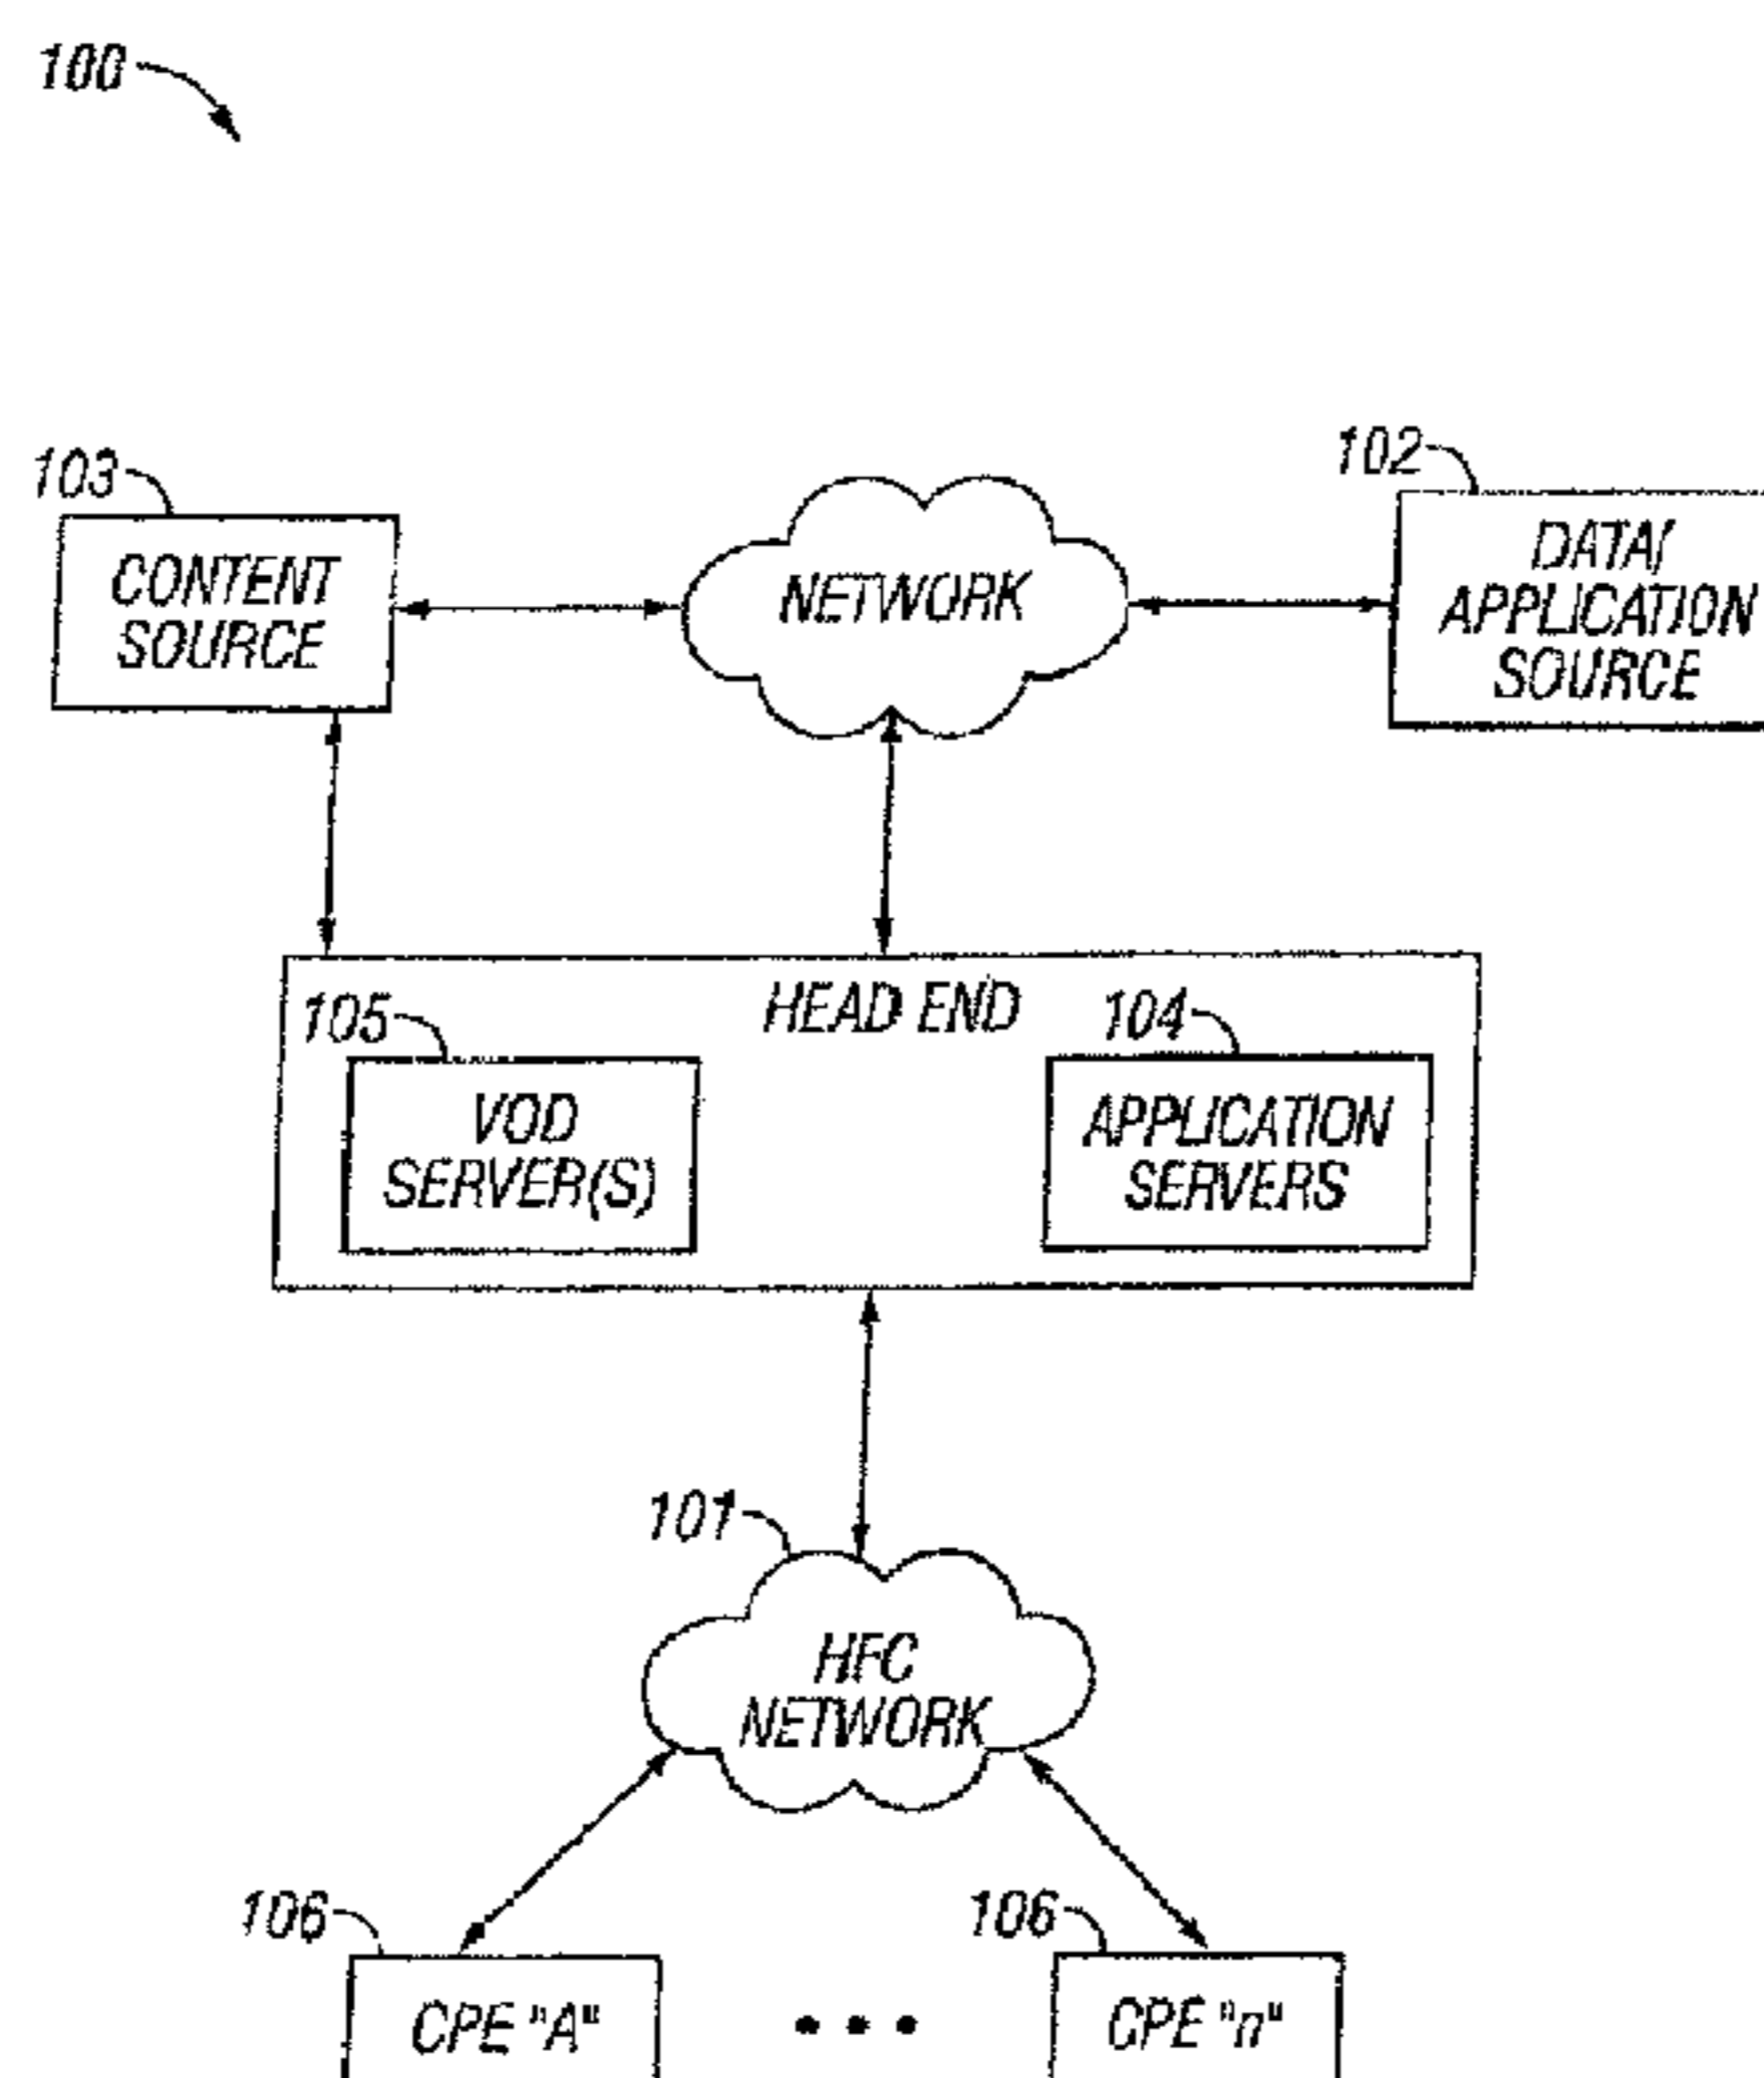 100
103
102
CONTENT
SOURCE
NETWORK
DATA/
APPLICATION
SOURCE
HEAD END
105
104
VOD
SERVER(S)
APPLICATION
SERVERS
101
HFC
NETWORK
106
106
CPE "A"
• • •
CPE "n"